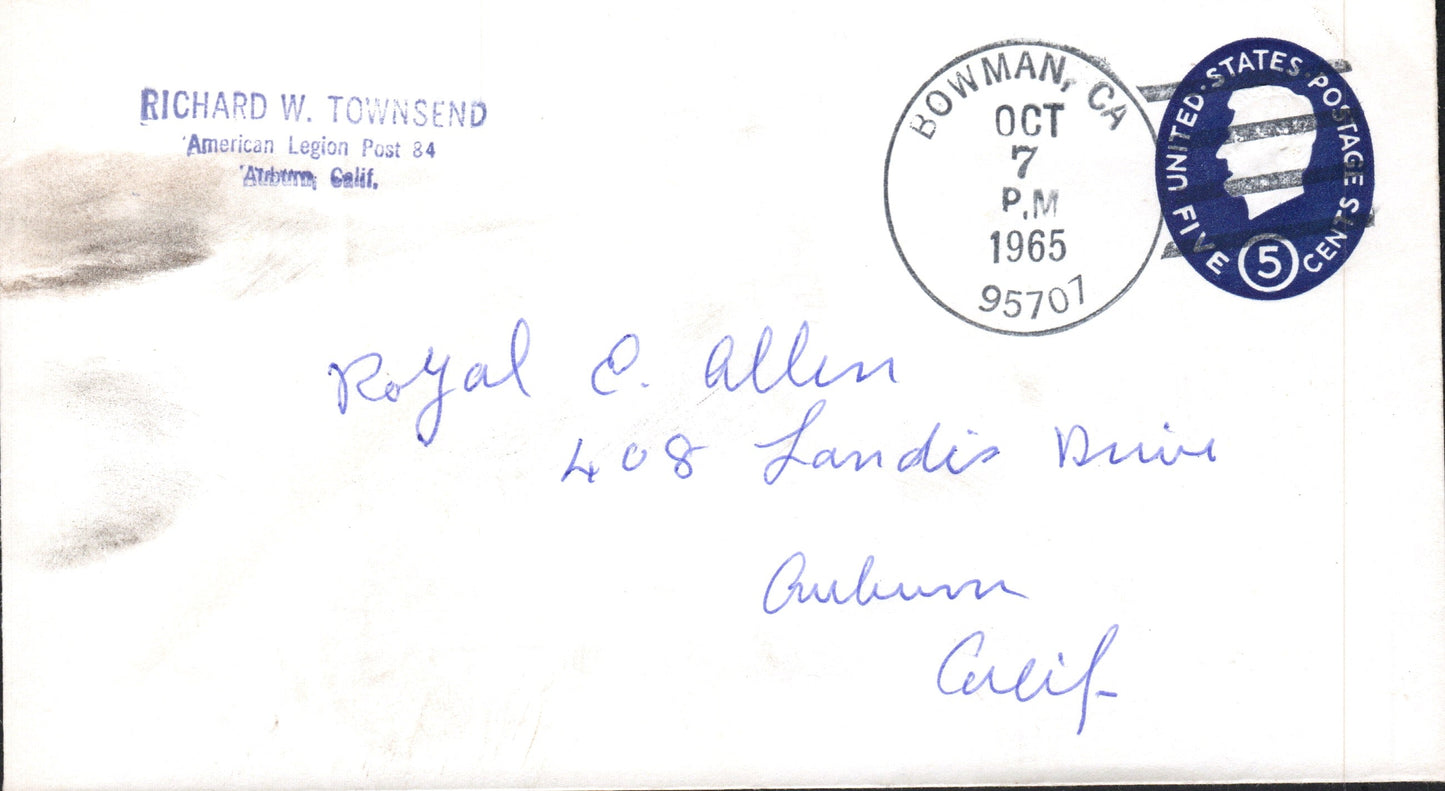 RICHARD W. TOWNSEND
American Legion Post 84
Auburn, Calif.
BOWMAN, CA
OCT
7
P.M
1965
95707
UNITED·STATES·POSTAGE
FIVE 5 CENTS
Royal E. Allen
408 Landis Drive
Auburn
Calif